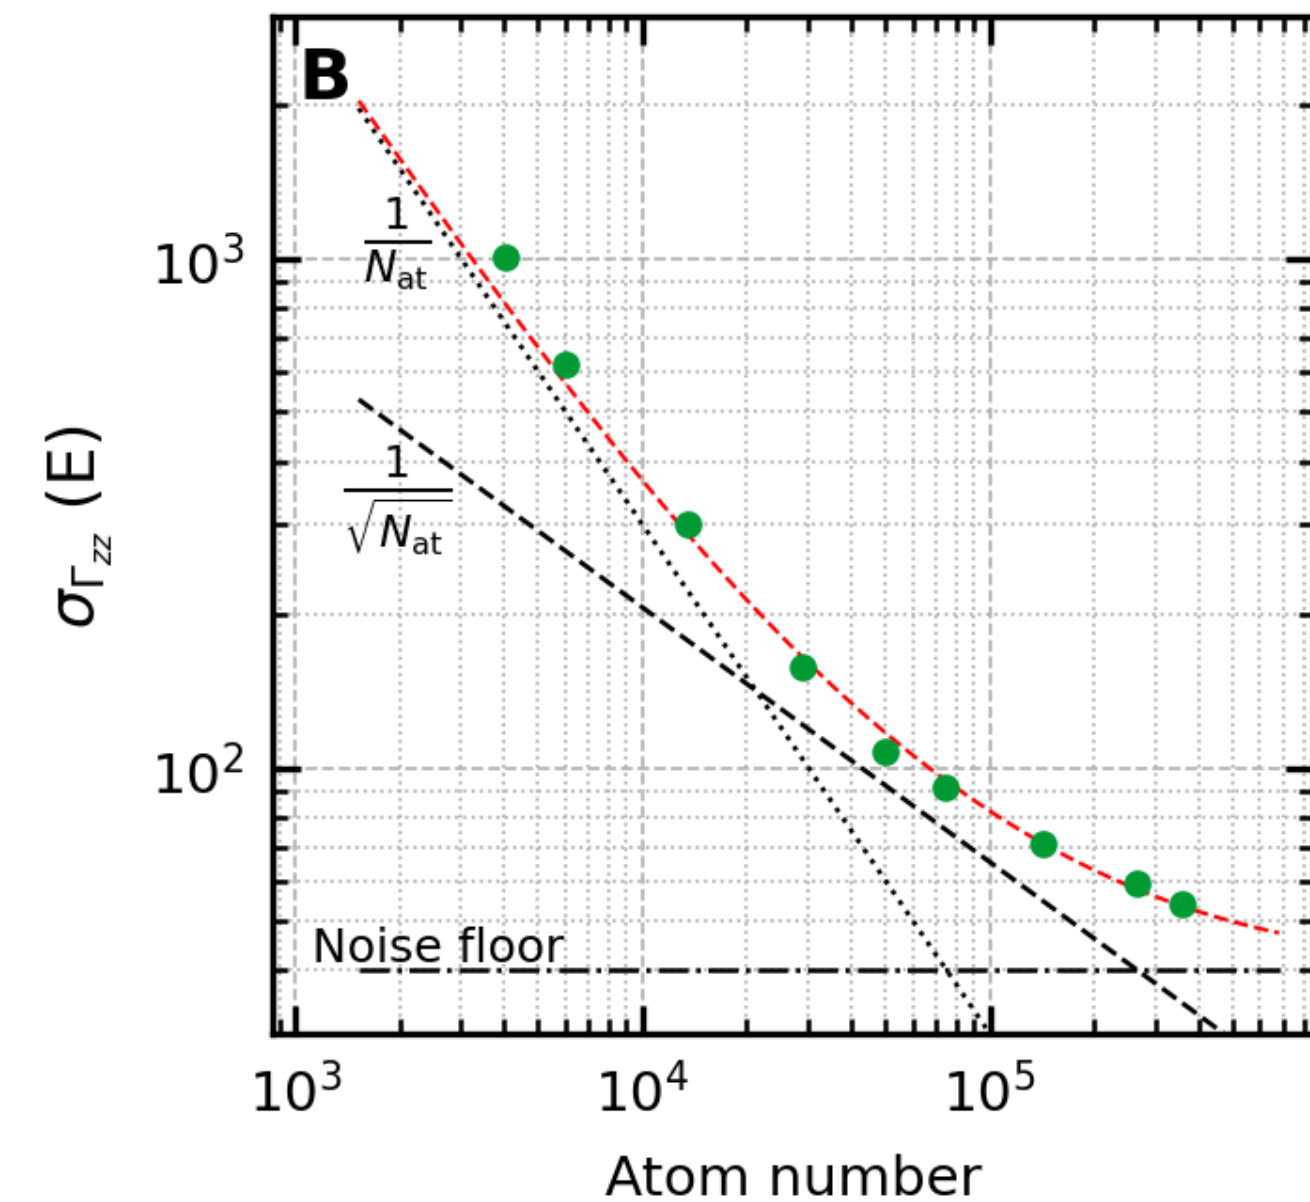 B
1
N_at
1
√N_at
Noise floor
10³
10²
σ_Γzz (E)
10³ 10⁴ 10⁵
Atom number